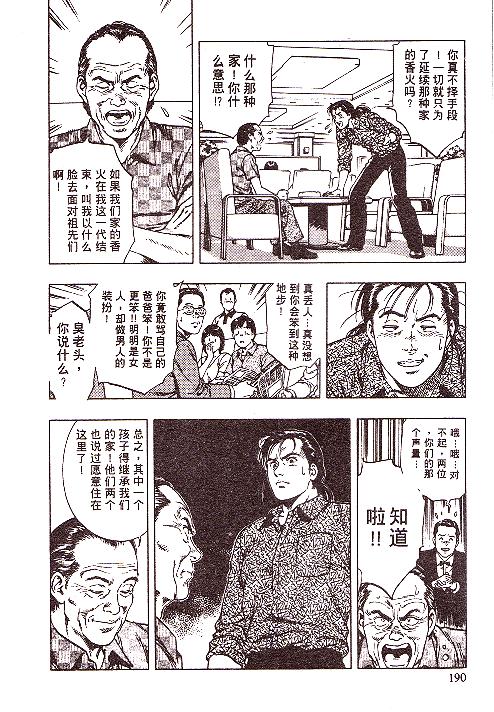 你真不择手段
！一切就只为
了延续那种家
的香火吗？
什么那种
家！你什
么意思!?
如果我们家的香
火在我这一代结
束，叫我以什么
脸去面对祖先们
啊！
真丢人…真没想
到你会笨到这种
地步！
你竟敢骂自己的
爸爸笨!!你不是
更笨!!明明是女
人，却做男人的
装扮！
臭老头，
你说什么？
哦…哦…对
不起，两位
，你们的那
个声量…
知道
啦!!
总之，其中一个
孩子得继承我们
的家！他们两个
也说过愿意住在
这里了！
190